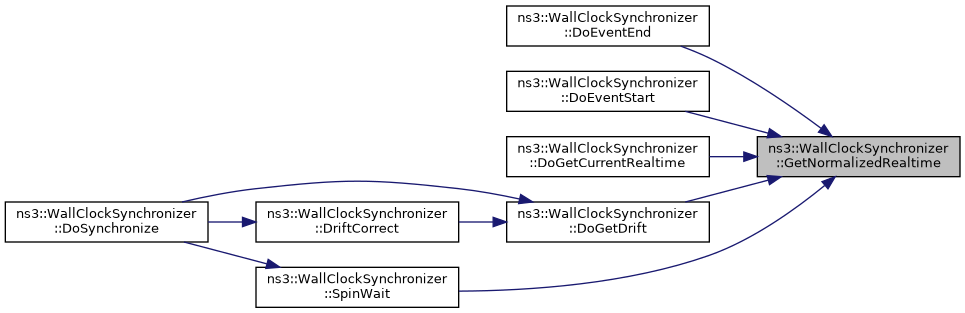 ns3::WallClockSynchronizer
::DoEventEnd
ns3::WallClockSynchronizer
::DoEventStart
ns3::WallClockSynchronizer
::DoGetCurrentRealtime
ns3::WallClockSynchronizer
::GetNormalizedRealtime
ns3::WallClockSynchronizer
::DoSynchronize
ns3::WallClockSynchronizer
::DriftCorrect
ns3::WallClockSynchronizer
::DoGetDrift
ns3::WallClockSynchronizer
::SpinWait